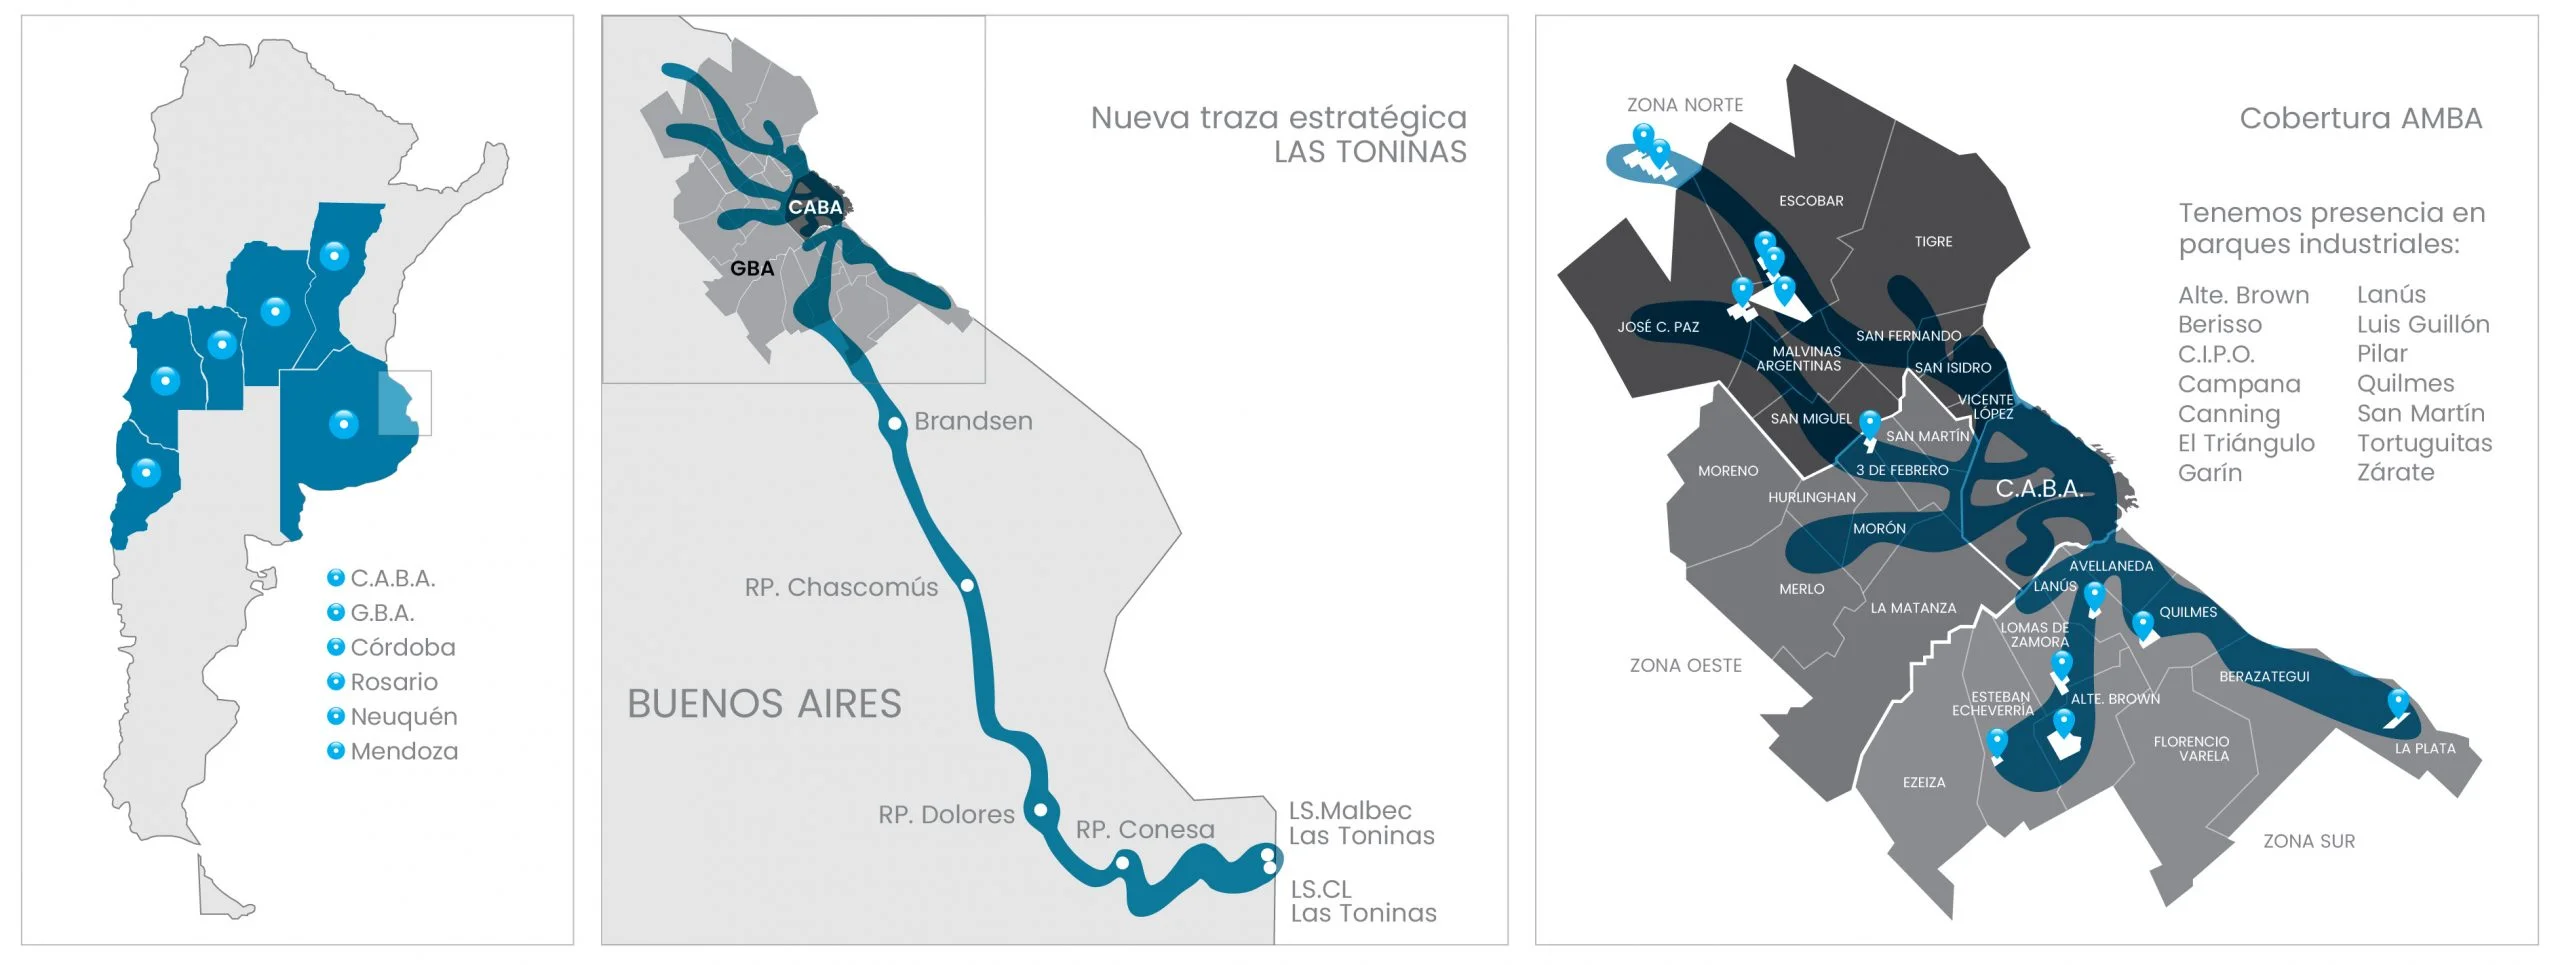 C.A.B.A.
G.B.A.
Córdoba
Rosario
Neuquén
Mendoza
Nueva traza estratégica
LAS TONINAS
CABA
GBA
Brandsen
RP. Chascomús
BUENOS AIRES
RP. Dolores
RP. Conesa
LS.Malbec
Las Toninas
LS.CL
Las Toninas
Cobertura AMBA
Tenemos presencia en
parques industriales:
Alte. Brown
Berisso
C.I.P.O.
Campana
Canning
El Triángulo
Garín
Lanús
Luis Guillón
Pilar
Quilmes
San Martín
Tortuguitas
Zárate
ZONA NORTE
ESCOBAR
TIGRE
JOSÉ C. PAZ
SAN FERNANDO
MALVINAS
ARGENTINAS
SAN ISIDRO
VICENTE
LÓPEZ
SAN MIGUEL
SAN MARTÍN
MORENO
3 DE FEBRERO
HURLINGHAN
C.A.B.A.
MORÓN
AVELLANEDA
MERLO
LANÚS
LA MATANZA
QUILMES
LOMAS DE
ZAMORA
ZONA OESTE
BERAZATEGUI
ESTEBAN
ECHEVERRÍA
ALTE. BROWN
FLORENCIO
VARELA
LA PLATA
EZEIZA
ZONA SUR